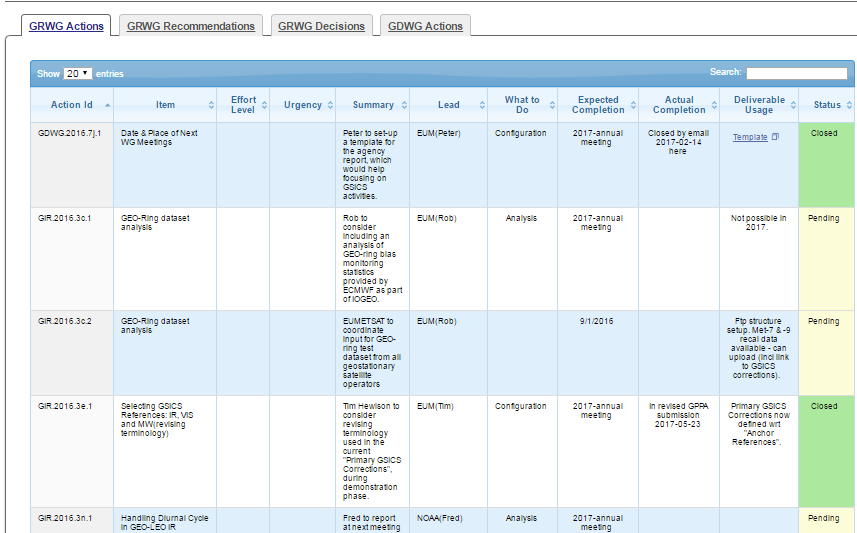 GRWG Actions
GRWG Recommendations
GRWG Decisions
GDWG Actions
Show 20 entries
Search:
Action Id
Item
Effort
Level
Urgency
Summary
Lead
What to
Do
Expected
Completion
Actual
Completion
Deliverable
Usage
Status
GDWG.2016.7j.1
Date & Place of Next
WG Meetings
Peter to set-up
a template for
the agency
report, which
would help
focusing on
GSICS
activities.
EUM(Peter)
Configuration
2017-annual
meeting
Closed by email
2017-02-14
here
Template
Closed
GIR.2016.3c.1
GEO-Ring dataset
analysis
Rob to
consider
including an
analysis of
GEO-ring bias
monitoring
statistics
provided by
ECMWF as part
of IOGEO.
EUM(Rob)
Analysis
2017-annual
meeting
Not possible in
2017.
Pending
GIR.2016.3c.2
GEO-Ring dataset
analysis
EUMETSAT to
coordinate
input for GEO-
ring test
dataset from all
geostationary
satellite
operators
EUM(Rob)
9/1/2016
Ftp structure
setup. Met-7 & -9
recal data
available - can
upload (incl link
to GSICS
corrections).
Pending
GIR.2016.3e.1
Selecting GSICS
References: IR, VIS
and MW(revising
terminology)
Tim Hewison to
consider
revising
terminology
used in the
current
"Primary GSICS
Corrections",
during
demonstration
phase.
EUM(Tim)
Configuration
2017-annual
meeting
In revised GPPA
submission
2017-05-23
Primary GSICS
Corrections now
defined wrt
"Anchor
References".
Closed
GIR.2016.3n.1
Handling Diurnal Cycle
in GEO-LEO IR
Fred to report
at next meeting
NOAA(Fred)
Analysis
2017-annual
meeting
Pending